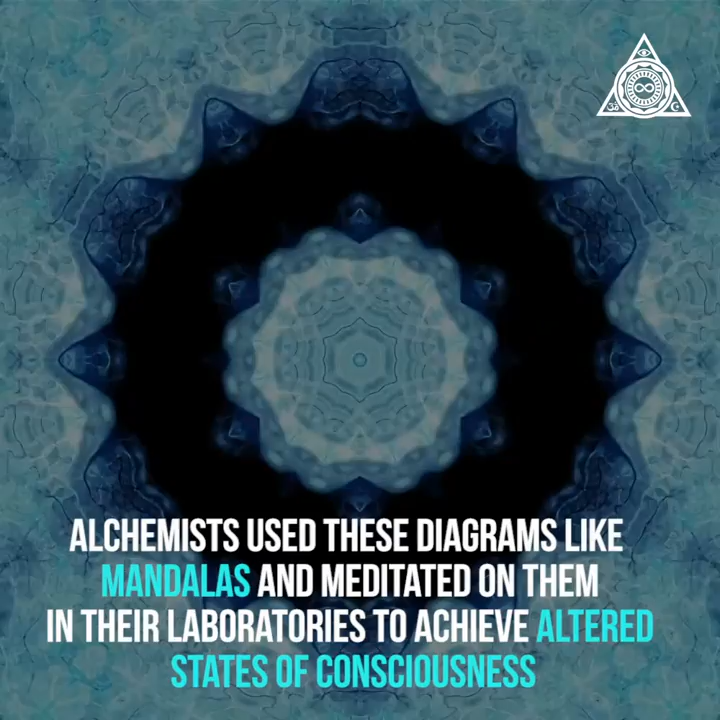 ALCHEMISTS USED THESE DIAGRAMS LIKE
MANDALAS AND MEDITATED ON THEM
IN THEIR LABORATORIES TO ACHIEVE ALTERED
STATES OF CONSCIOUSNESS